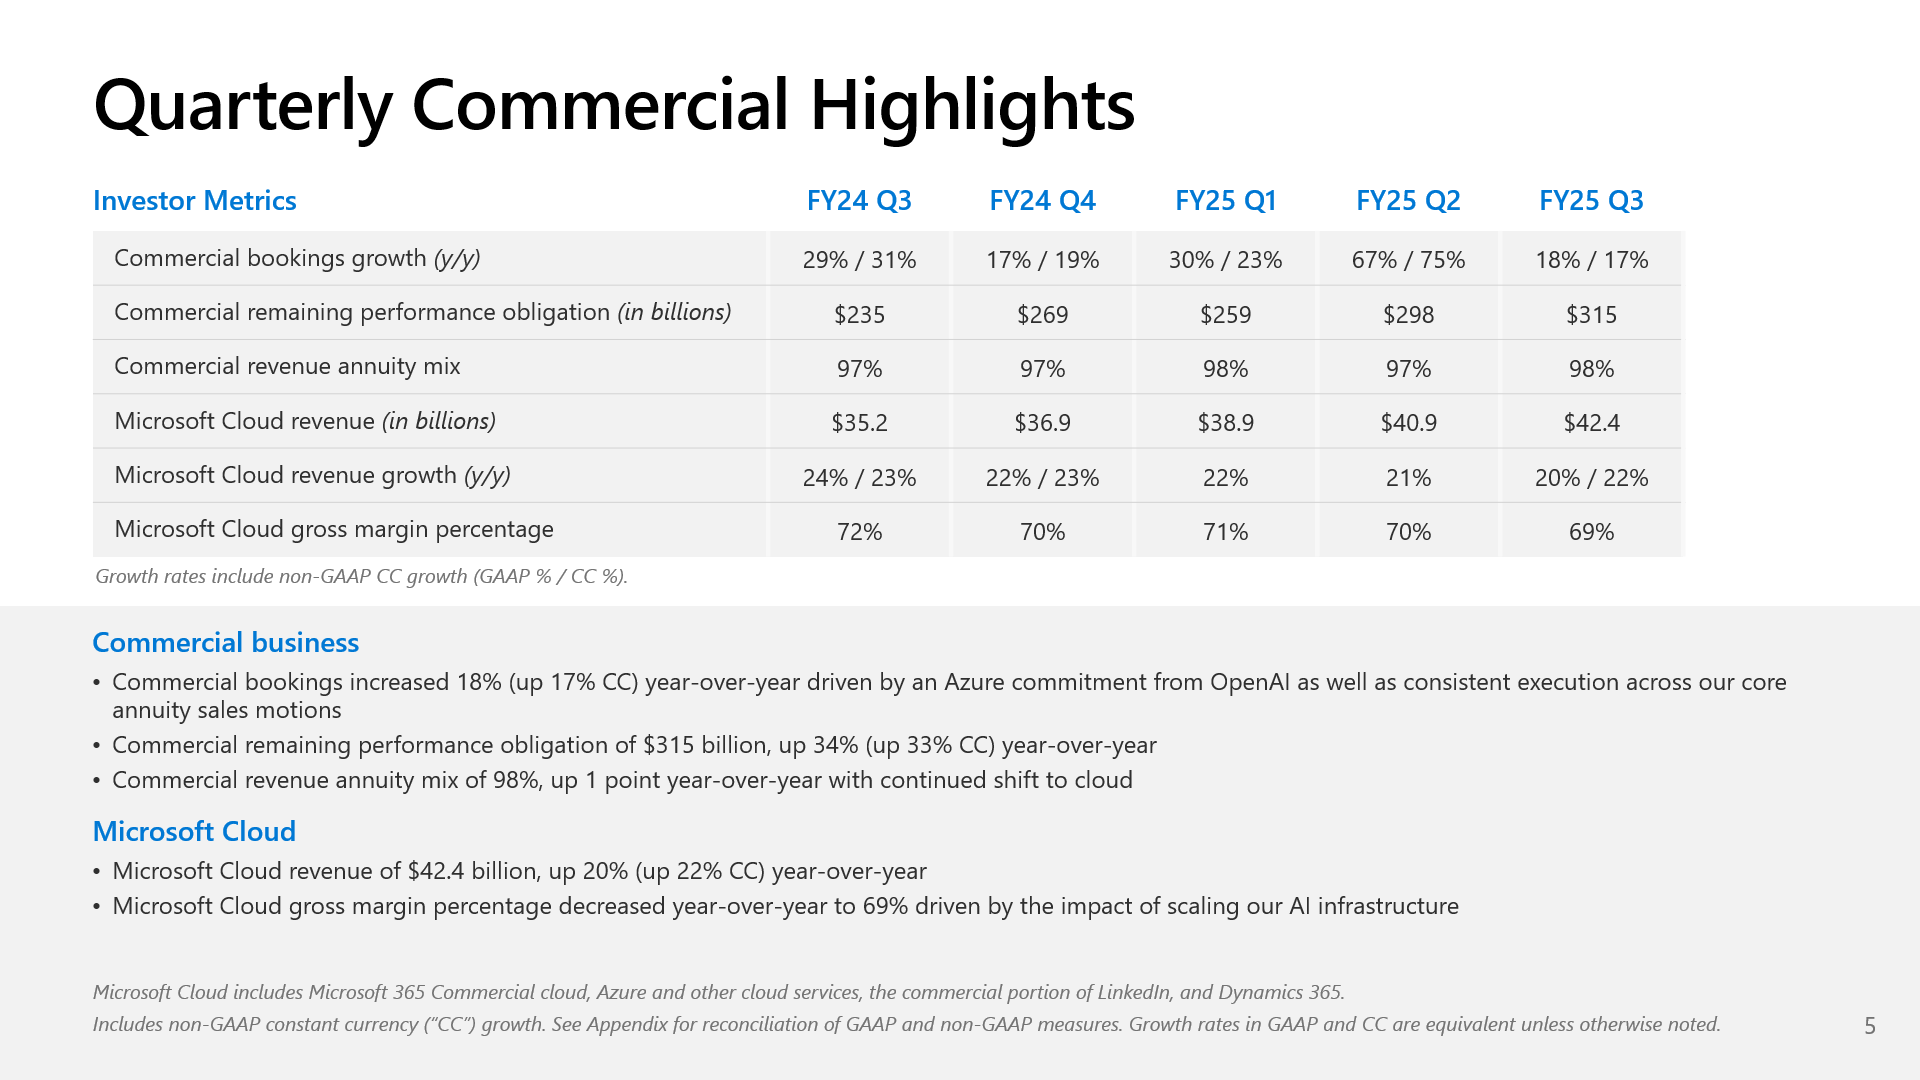 Quarterly Commercial Highlights
Investor Metrics FY24 Q3 FY24 Q4 FY25 Q1 FY25 Q2 FY25 Q3
Commercial bookings growth (y/y) 29% / 31% 17% / 19% 30% / 23% 67% / 75% 18% / 17%
Commercial remaining performance obligation (in billions) $235 $269 $259 $298 $315
Commercial revenue annuity mix 97% 97% 98% 97% 98%
Microsoft Cloud revenue (in billions) $35.2 $36.9 $38.9 $40.9 $42.4
Microsoft Cloud revenue growth (y/y) 24% / 23% 22% / 23% 22% 21% 20% / 22%
Microsoft Cloud gross margin percentage 72% 70% 71% 70% 69%
Growth rates include non-GAAP CC growth (GAAP % / CC %).
Commercial business
• Commercial bookings increased 18% (up 17% CC) year-over-year driven by an Azure commitment from OpenAI as well as consistent execution across our core
annuity sales motions
• Commercial remaining performance obligation of $315 billion, up 34% (up 33% CC) year-over-year
• Commercial revenue annuity mix of 98%, up 1 point year-over-year with continued shift to cloud
Microsoft Cloud
• Microsoft Cloud revenue of $42.4 billion, up 20% (up 22% CC) year-over-year
• Microsoft Cloud gross margin percentage decreased year-over-year to 69% driven by the impact of scaling our AI infrastructure
Microsoft Cloud includes Microsoft 365 Commercial cloud, Azure and other cloud services, the commercial portion of LinkedIn, and Dynamics 365.
Includes non-GAAP constant currency (“CC”) growth. See Appendix for reconciliation of GAAP and non-GAAP measures. Growth rates in GAAP and CC are equivalent unless otherwise noted.
5